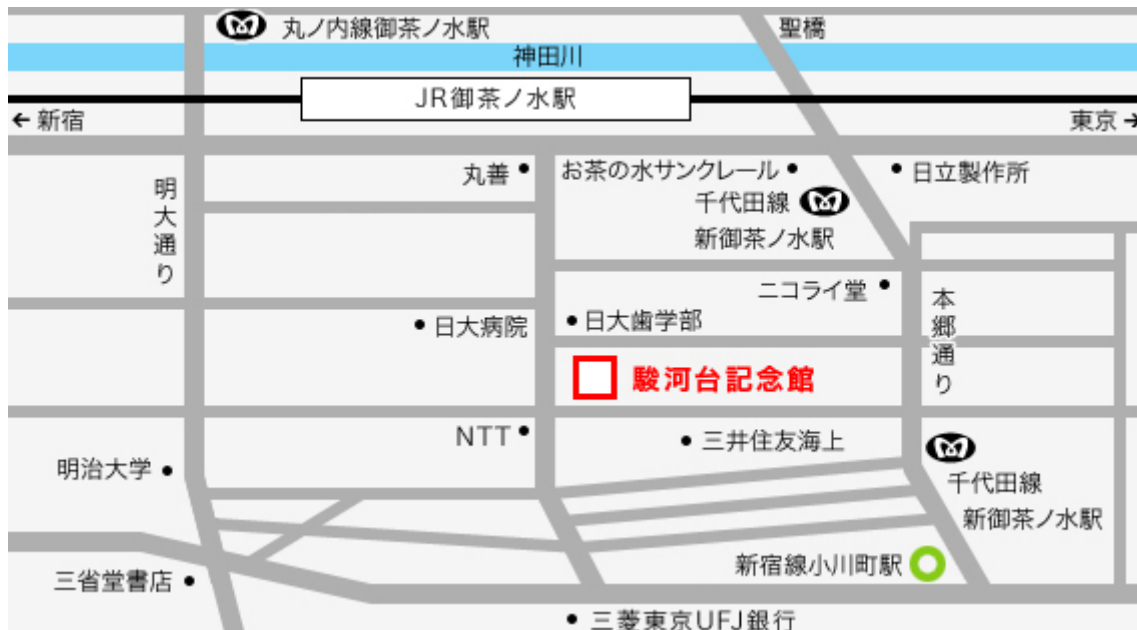 丸ノ内線御茶ノ水駅
聖橋
神田川
JR御茶ノ水駅
←新宿
東京→
丸善
お茶の水サンクレール
日立製作所
千代田線
新御茶ノ水駅
明大通り
ニコライ堂
本郷通り
日大病院
日大歯学部
駿河台記念館
NTT
三井住友海上
明治大学
千代田線
新御茶ノ水駅
新宿線小川町駅
三省堂書店
三菱東京UFJ銀行